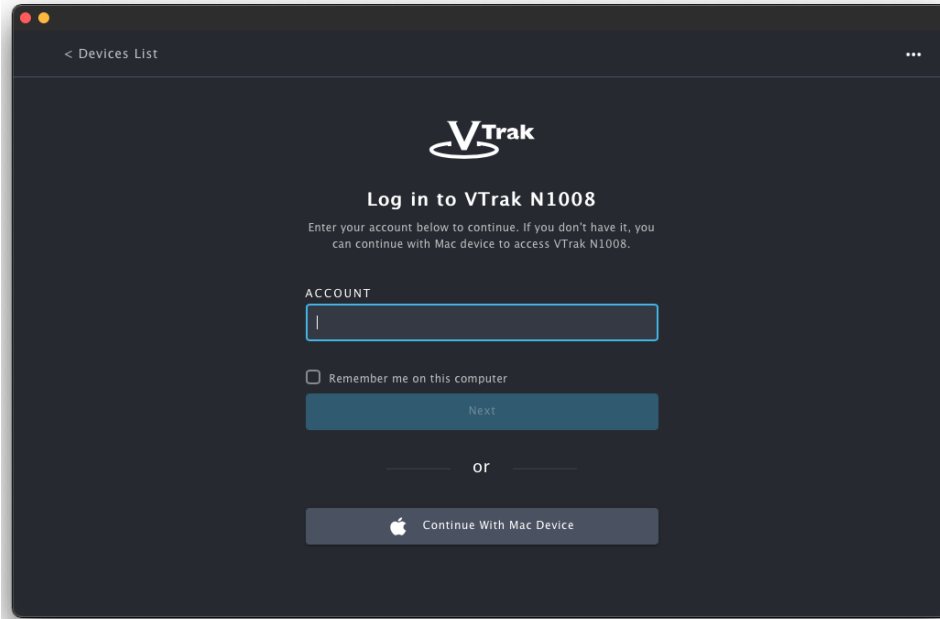 < Devices List
•••
VTrak
Log in to VTrak N1008
Enter your account below to continue. If you don't have it, you
can continue with Mac device to access VTrak N1008.
ACCOUNT
Remember me on this computer
Next
or
Continue With Mac Device